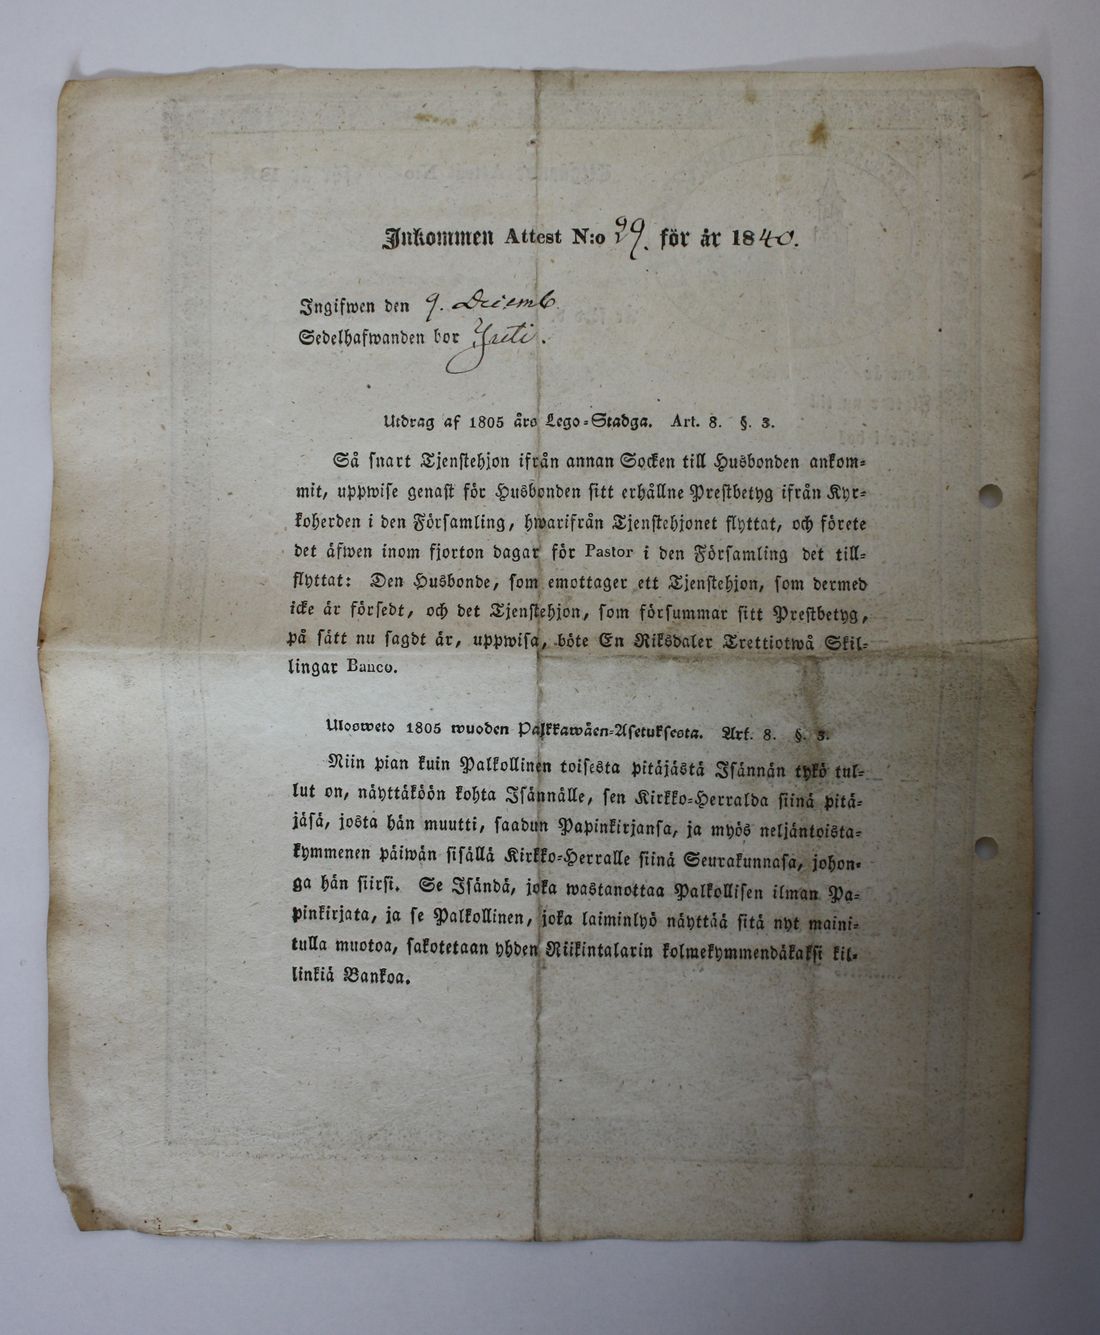 Inkommen Attest N:o 29. för år 1840.
Ingifwen den 9. Decemb
Sedelhafwanden bor
Utdrag af 1805 års Lego-Stadga. Art. 8. §. 3.
Så snart Tjenstehjon ifrån annan Socken till Husbonden ankom-
mit, uppwise genast för Husbonden sitt erhållne Prestbetyg ifrån Kyr-
koherden i den Församling, hwarifrån Tjenstehjonet flyttat, och förete
det äfwen inom fjorton dagar för Pastor i den Församling det till-
flyttat: Den Husbonde, som emottager ett Tjenstehjon, som dermed
icke är försedt, och det Tjenstehjon, som försummar sitt Prestbetyg,
på sätt nu sagdt är, uppwisa, böte En Riksdaler Trettiotwå Skil-
lingar Banco.
Ulosweto 1805 wuoden Palkkawäen-Asetuksesta. Art. 8. §. 3.
Niin pian kuin Palkollinen toisesta pitäjästä Isännän tykö tul-
lut on, näyttäköön kohta Isännälle, sen Kirkko-Herralda siinä pitä-
jäsä, josta hän muutti, saadun Papinkirjansa, ja myös neljäntoista-
kymmenen päiwän sisällä Kirkko-Herralle siinä Seurakunnasa, johon-
ga hän siirsi. Se Isändä, joka wastanottaa Palkollisen ilman Pa-
pinkirjata, ja se Palkollinen, joka laiminlyö näyttää sitä nyt maini-
tulla muotoa, sakotetaan yhden Riikintalarin kolmekymmendäkaksi kil-
linkiä Bankoa.